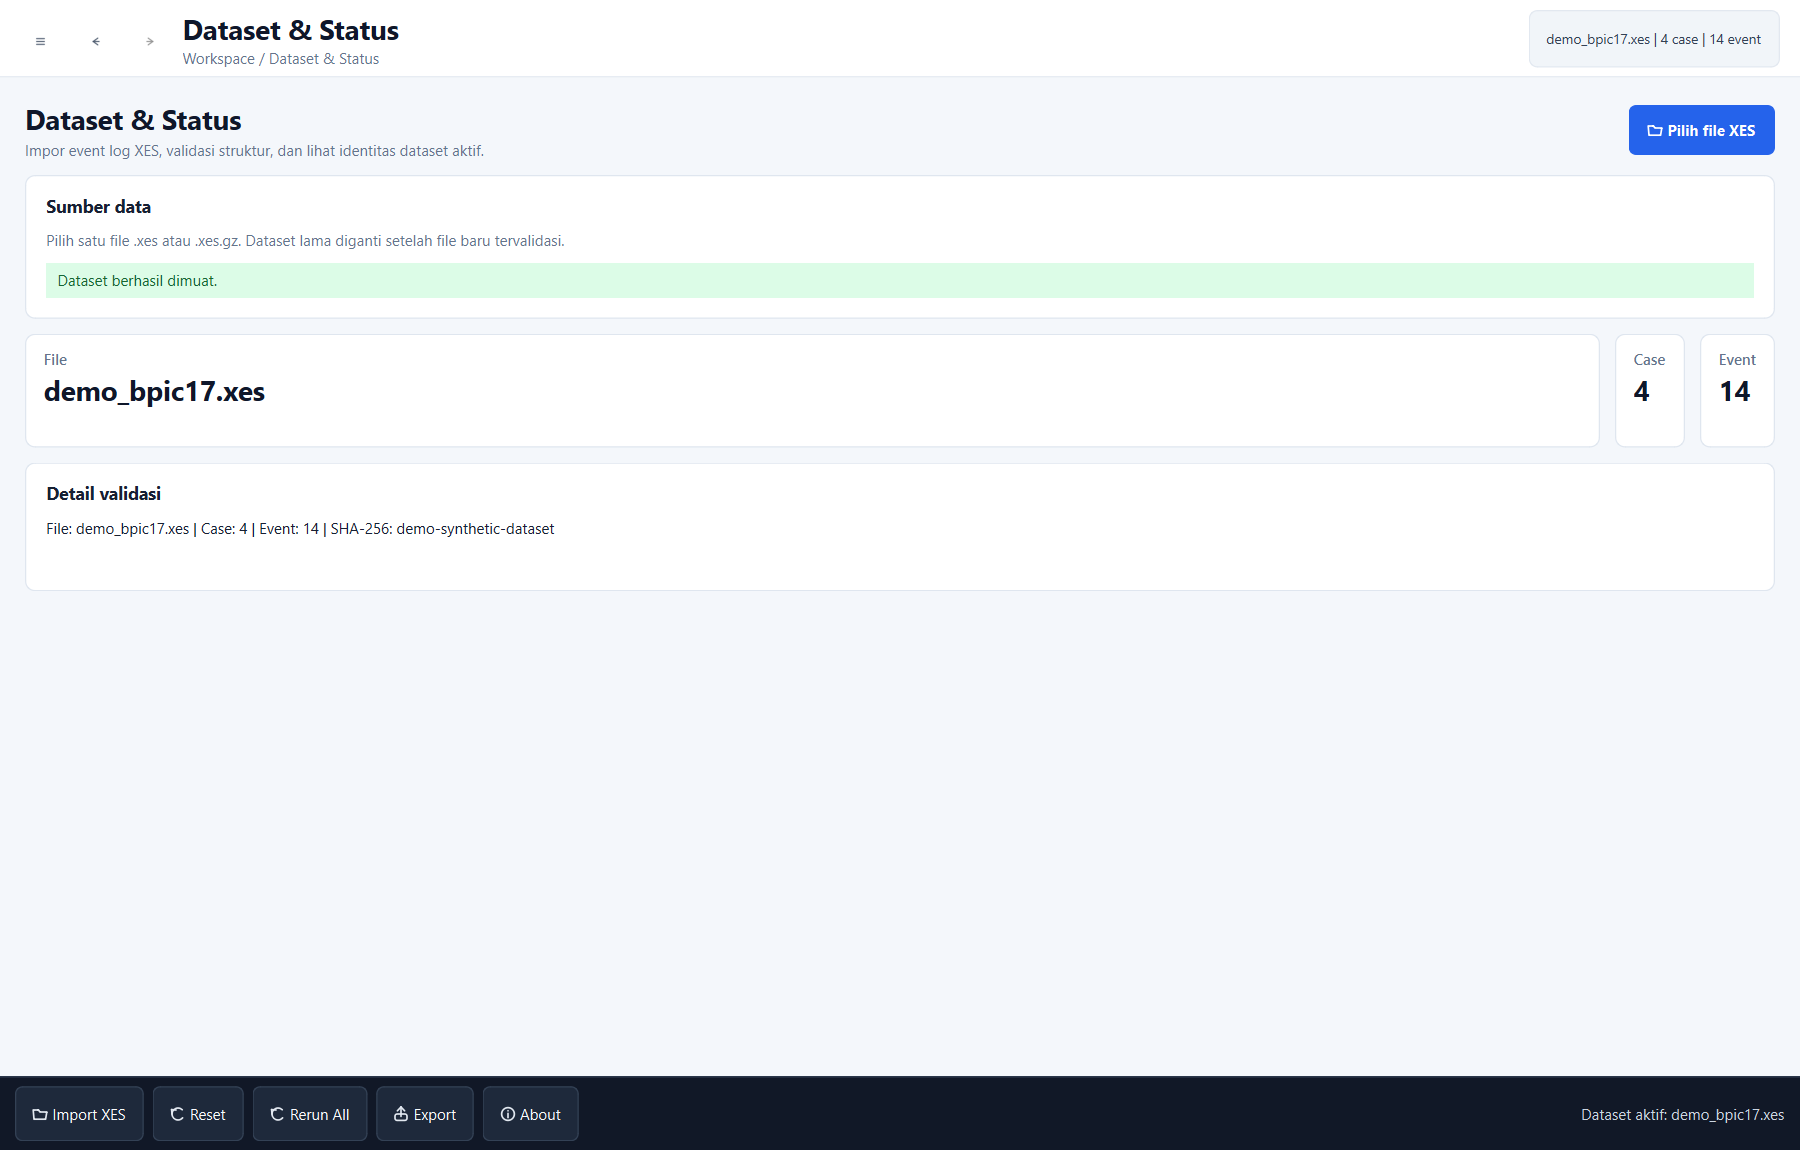 Dataset & Status
Workspace / Dataset & Status
demo_bpic17.xes | 4 case | 14 event
Dataset & Status
Impor event log XES, validasi struktur, dan lihat identitas dataset aktif.
Pilih file XES
Sumber data
Pilih satu file .xes atau .xes.gz. Dataset lama diganti setelah file baru tervalidasi.
Dataset berhasil dimuat.
File
demo_bpic17.xes
Case
4
Event
14
Detail validasi
File: demo_bpic17.xes | Case: 4 | Event: 14 | SHA-256: demo-synthetic-dataset
Import XES
Reset
Rerun All
Export
About
Dataset aktif: demo_bpic17.xes